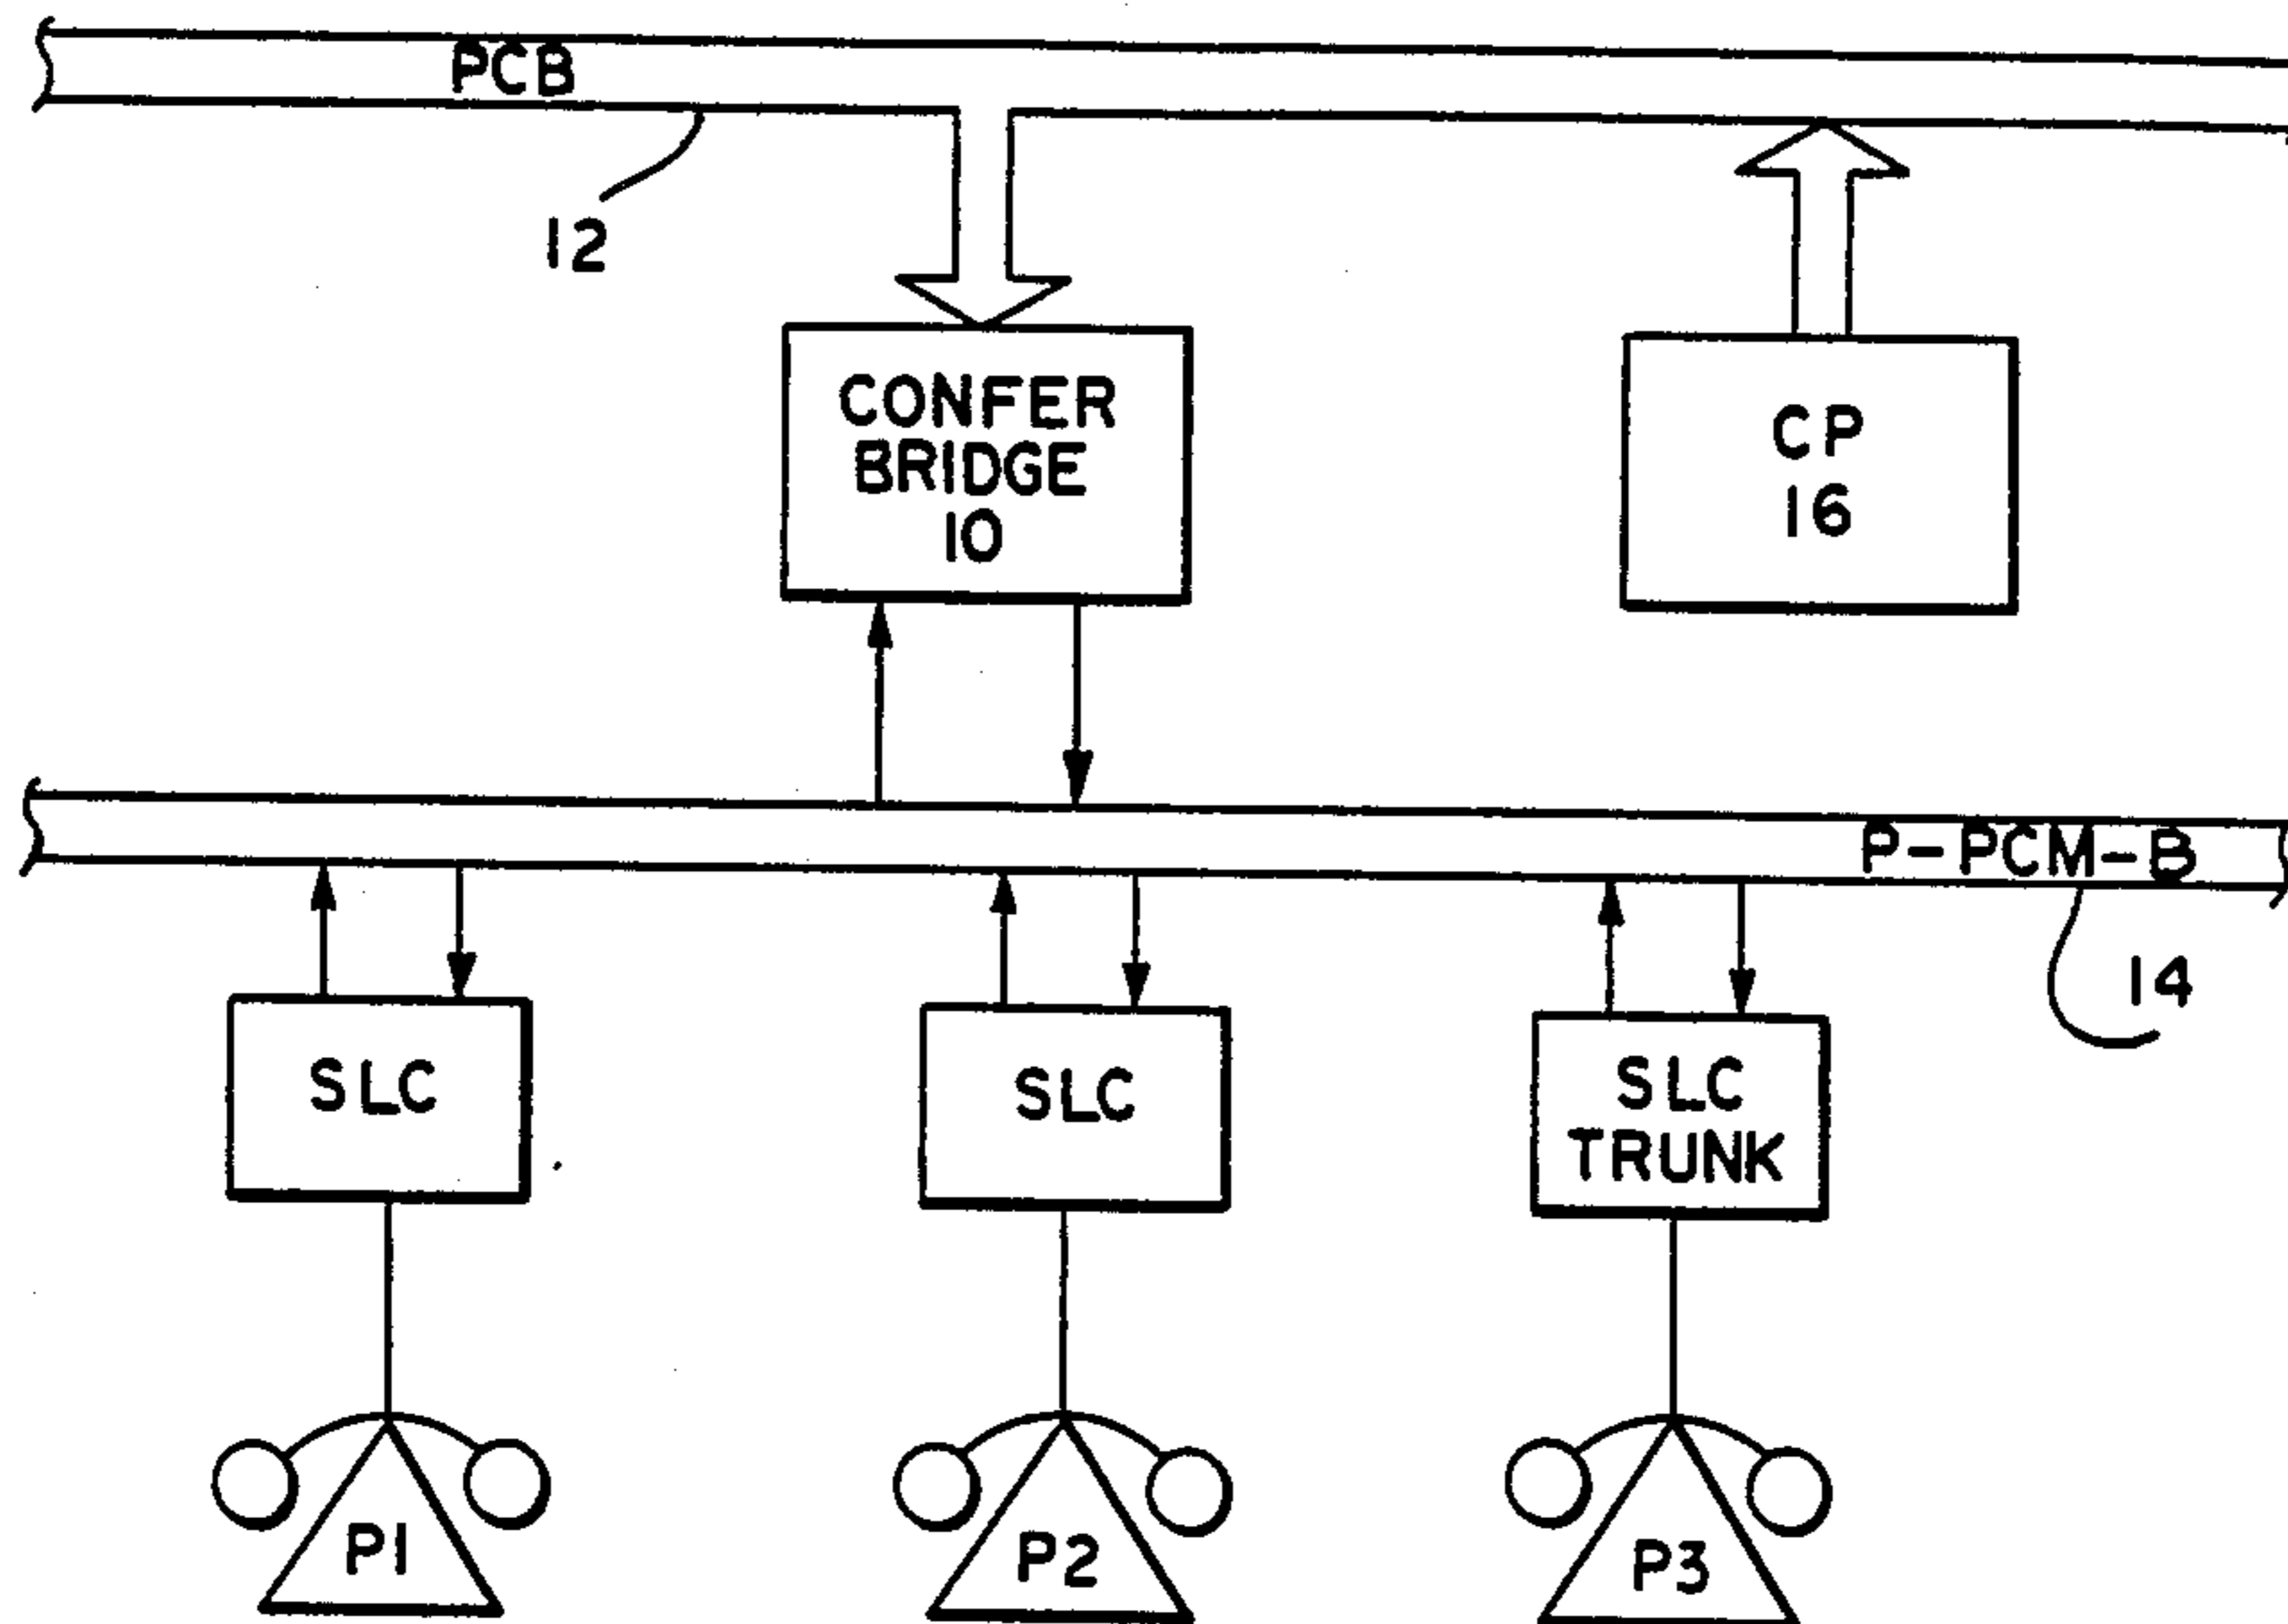 PCB
12
CONFER
BRIDGE
10
CP
16
P-PCM-B
14
SLC
SLC
SLC
TRUNK
P1
P2
P3